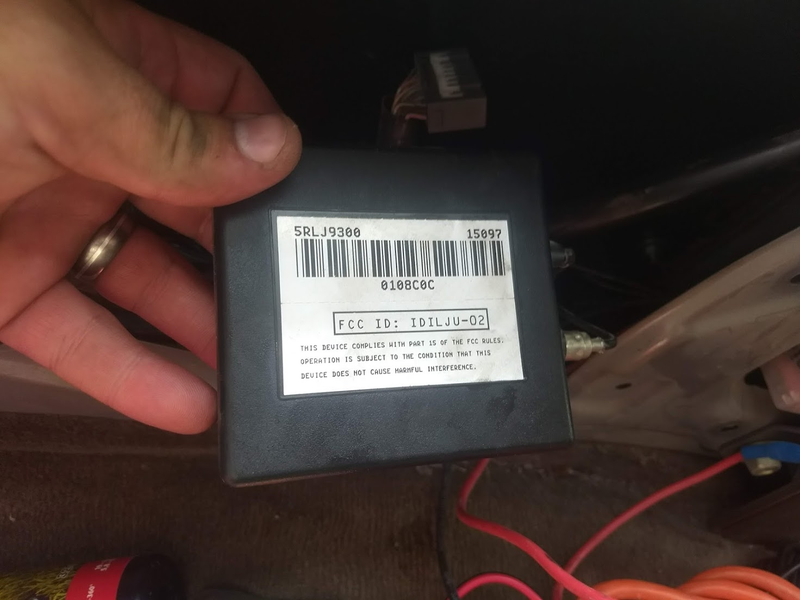 5RLJ9300 15097
0108C0C
FCC ID: IDILJU-02
THIS DEVICE COMPLIES WITH PART 15 OF THE FCC RULES.
OPERATION IS SUBJECT TO THE CONDITION THAT THIS
DEVICE DOES NOT CAUSE HARMFUL INTERFERENCE.